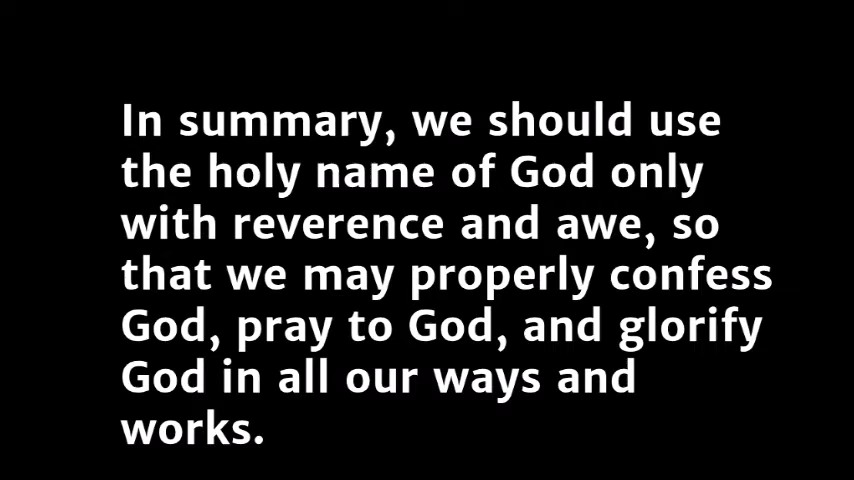 In summary, we should use
the holy name of God only
with reverence and awe, so
that we may properly confess
God, pray to God, and glorify
God in all our ways and
works.